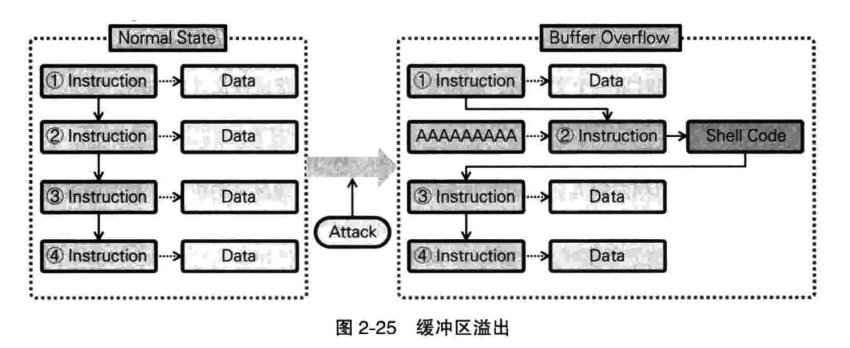 Normal State
① Instruction
Data
② Instruction
Data
③ Instruction
Data
④ Instruction
Data
Attack
Buffer Overflow
① Instruction
Data
AAAAAAAAAA
② Instruction
Shell Code
③ Instruction
Data
④ Instruction
Data
图 2-25 缓冲区溢出